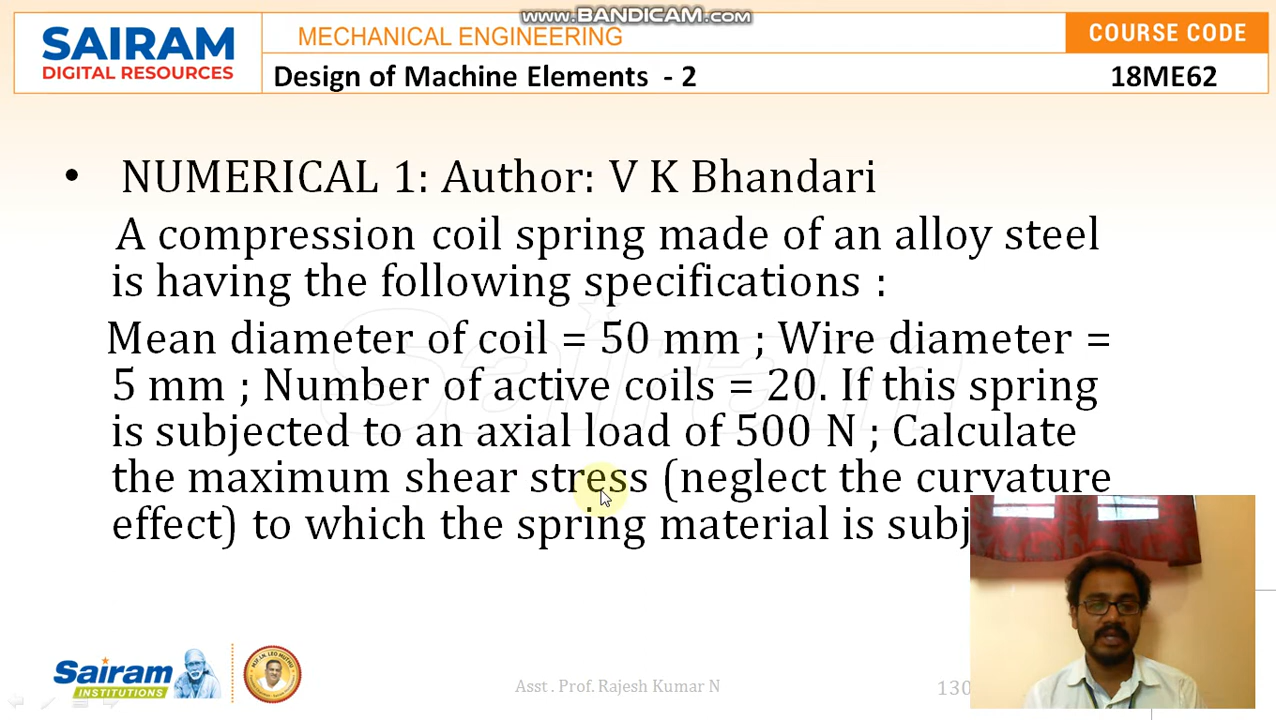 www.BANDICAM.com
SAIRAM
DIGITAL RESOURCES
MECHANICAL ENGINEERING
COURSE CODE
Design of Machine Elements - 2
18ME62
• NUMERICAL 1: Author: V K Bhandari
A compression coil spring made of an alloy steel
is having the following specifications :
Mean diameter of coil = 50 mm ; Wire diameter =
5 mm ; Number of active coils = 20. If this spring
is subjected to an axial load of 500 N ; Calculate
the maximum shear stress (neglect the curvature
effect) to which the spring material is subj
Sairam
Sairam
INSTITUTIONS
Asst . Prof. Rajesh Kumar N
130